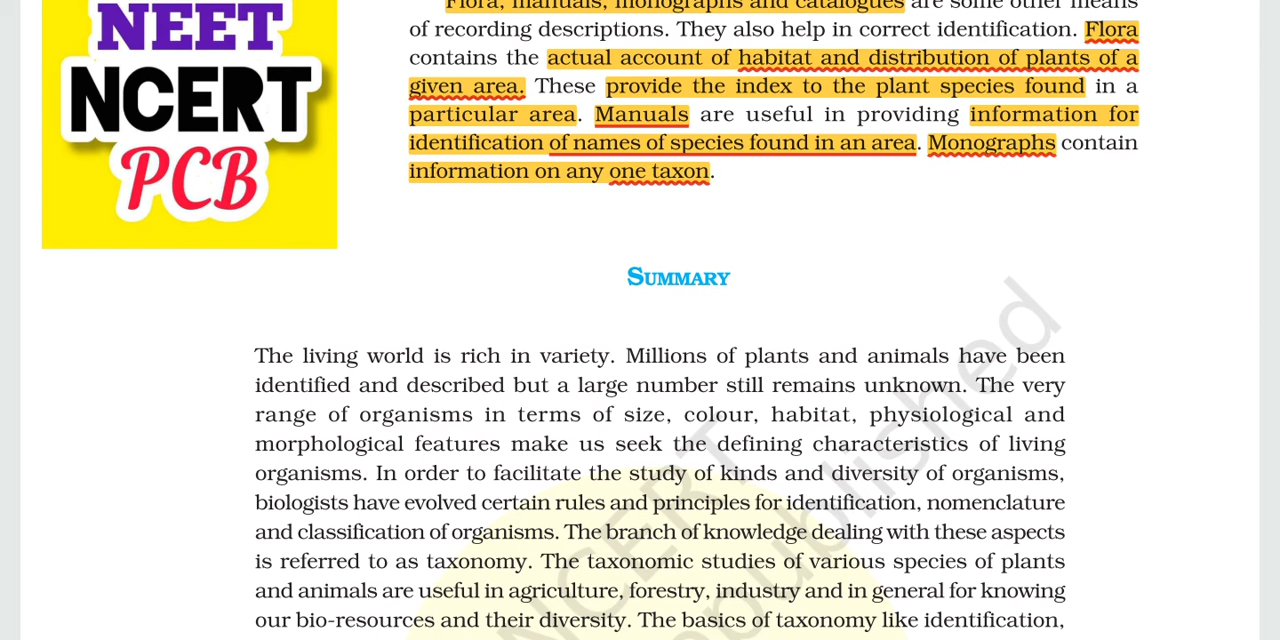 NEET
NCERT
PCB
Flora, manuals, monographs and catalogues are some other means
of recording descriptions. They also help in correct identification. Flora
contains the actual account of habitat and distribution of plants of a
given area. These provide the index to the plant species found in a
particular area. Manuals are useful in providing information for
identification of names of species found in an area. Monographs contain
information on any one taxon.
SUMMARY
The living world is rich in variety. Millions of plants and animals have been
identified and described but a large number still remains unknown. The very
range of organisms in terms of size, colour, habitat, physiological and
morphological features make us seek the defining characteristics of living
organisms. In order to facilitate the study of kinds and diversity of organisms,
biologists have evolved certain rules and principles for identification, nomenclature
and classification of organisms. The branch of knowledge dealing with these aspects
is referred to as taxonomy. The taxonomic studies of various species of plants
and animals are useful in agriculture, forestry, industry and in general for knowing
our bio-resources and their diversity. The basics of taxonomy like identification,
NCERT
published